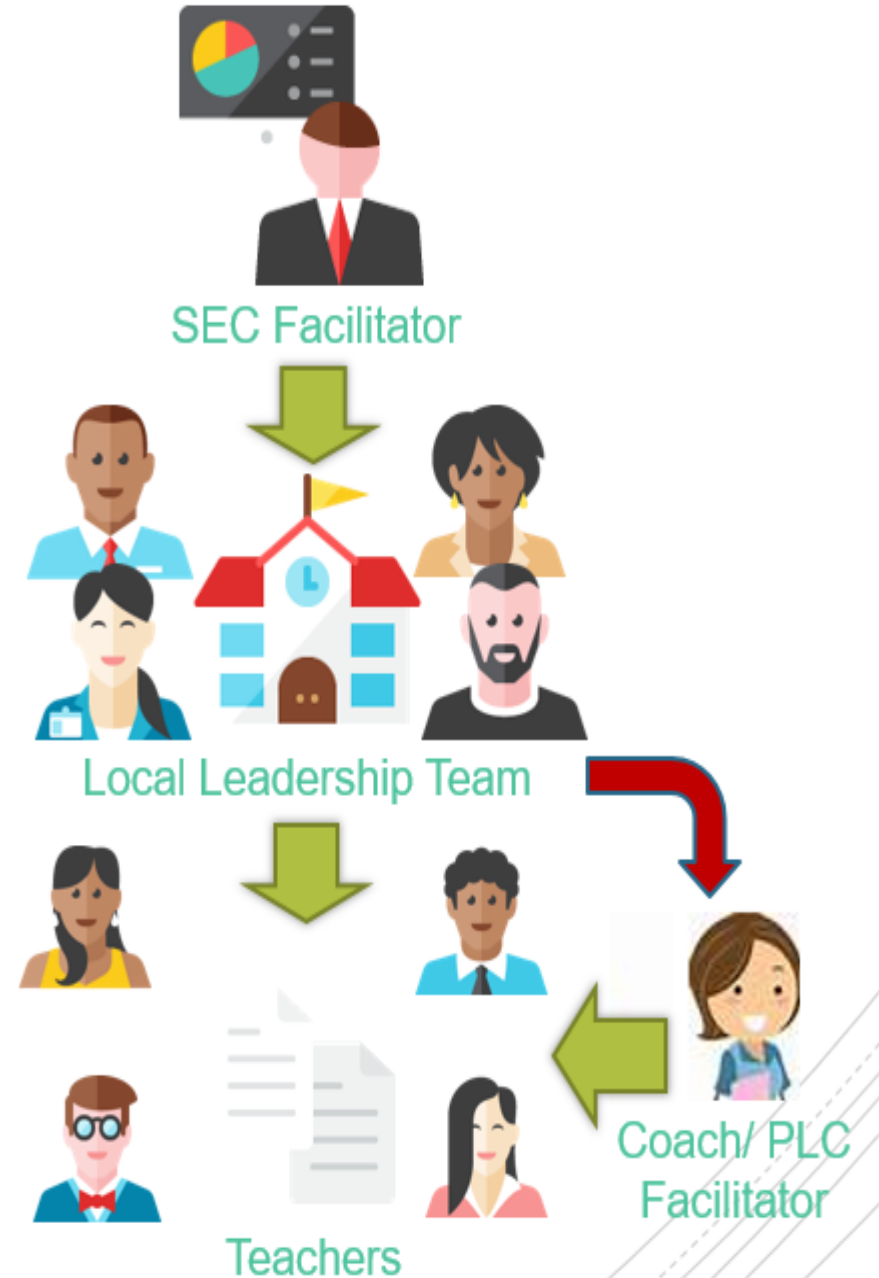 SEC Facilitator
Local Leadership Team
Coach/ PLC
Facilitator
Teachers